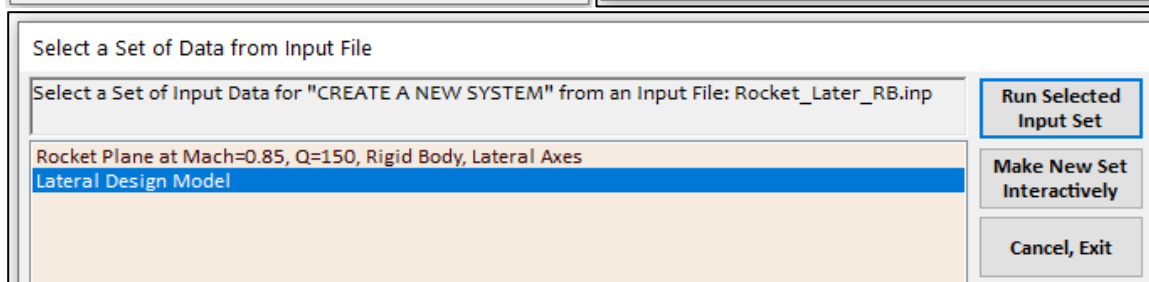 Select a Set of Data from Input File
Select a Set of Input Data for "CREATE A NEW SYSTEM" from an Input File: Rocket_Later_RB.inp
Rocket Plane at Mach=0.85, Q=150, Rigid Body, Lateral Axes
Lateral Design Model
Run Selected
Input Set
Make New Set
Interactively
Cancel, Exit